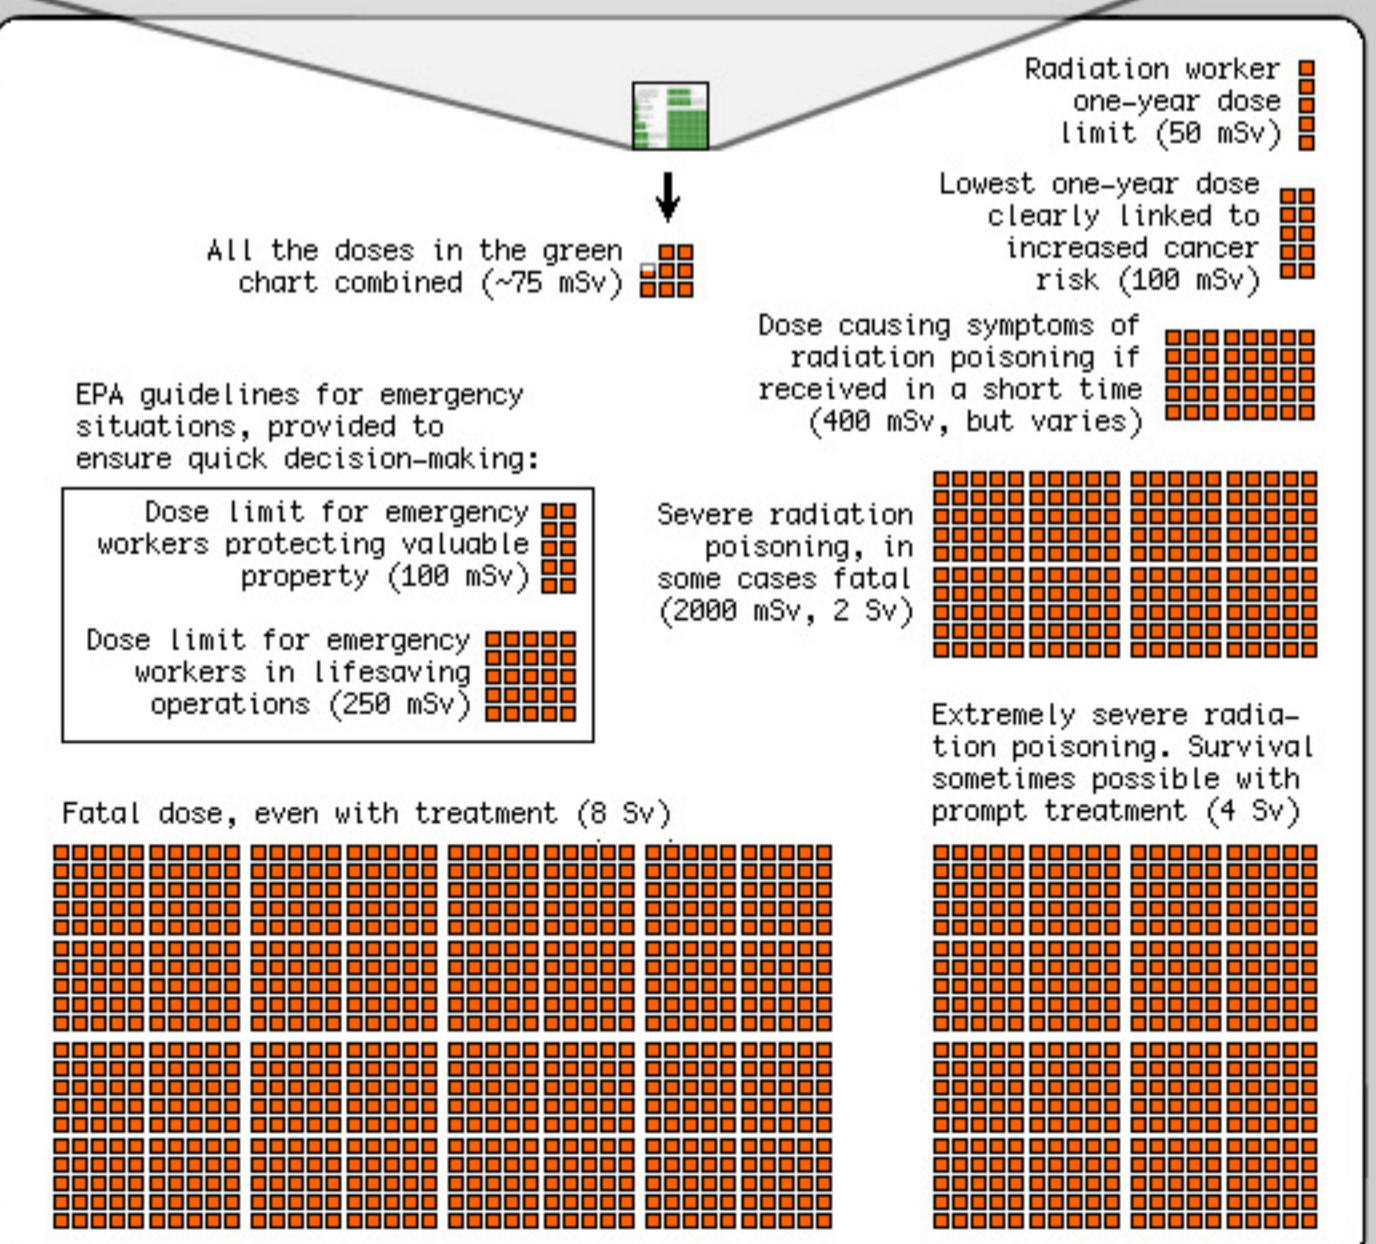 Radiation worker
one-year dose
limit (50 mSv)
Lowest one-year dose
clearly linked to
increased cancer
risk (100 mSv)
All the doses in the green
chart combined (~75 mSv)
Dose causing symptoms of
radiation poisoning if
received in a short time
(400 mSv, but varies)
EPA guidelines for emergency
situations, provided to
ensure quick decision-making:
Dose limit for emergency
workers protecting valuable
property (100 mSv)
Dose limit for emergency
workers in lifesaving
operations (250 mSv)
Severe radiation
poisoning, in
some cases fatal
(2000 mSv, 2 Sv)
Extremely severe radia-
tion poisoning. Survival
sometimes possible with
prompt treatment (4 Sv)
Fatal dose, even with treatment (8 Sv)